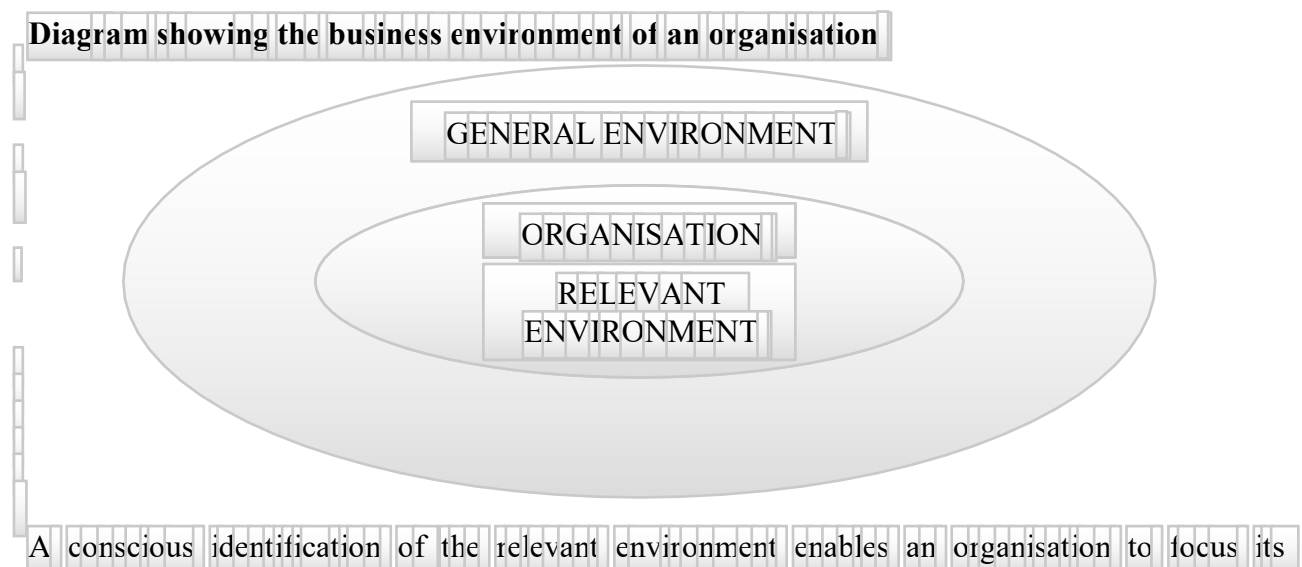 Diagram showing the business environment of an organisation
GENERAL ENVIRONMENT
ORGANISATION
RELEVANT
ENVIRONMENT
A conscious identification of the relevant environment enables an organisation to focus its